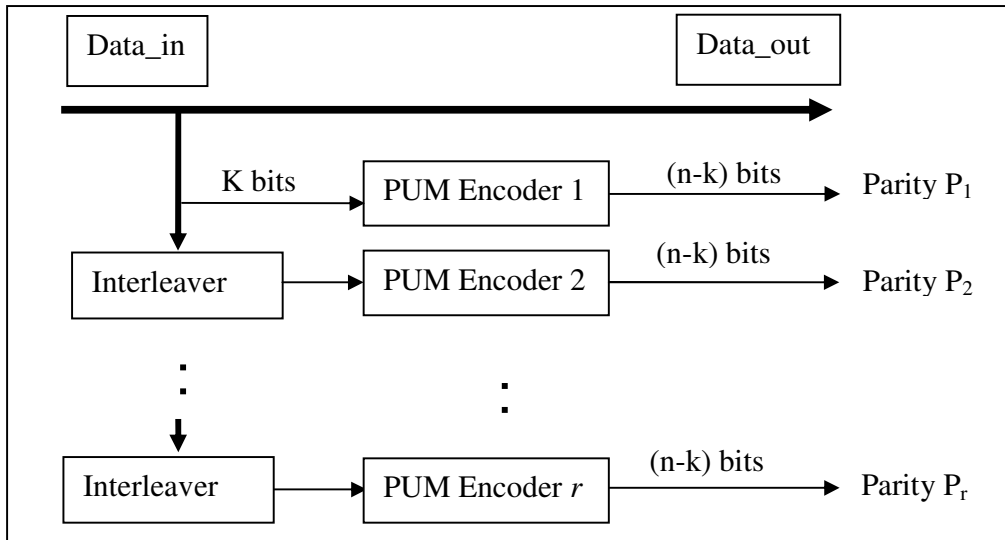 Data_in
Data_out
K bits
PUM Encoder 1
(n-k) bits
Parity P₁
Interleaver
PUM Encoder 2
(n-k) bits
Parity P₂
Interleaver
PUM Encoder r
(n-k) bits
Parity Pᵣ